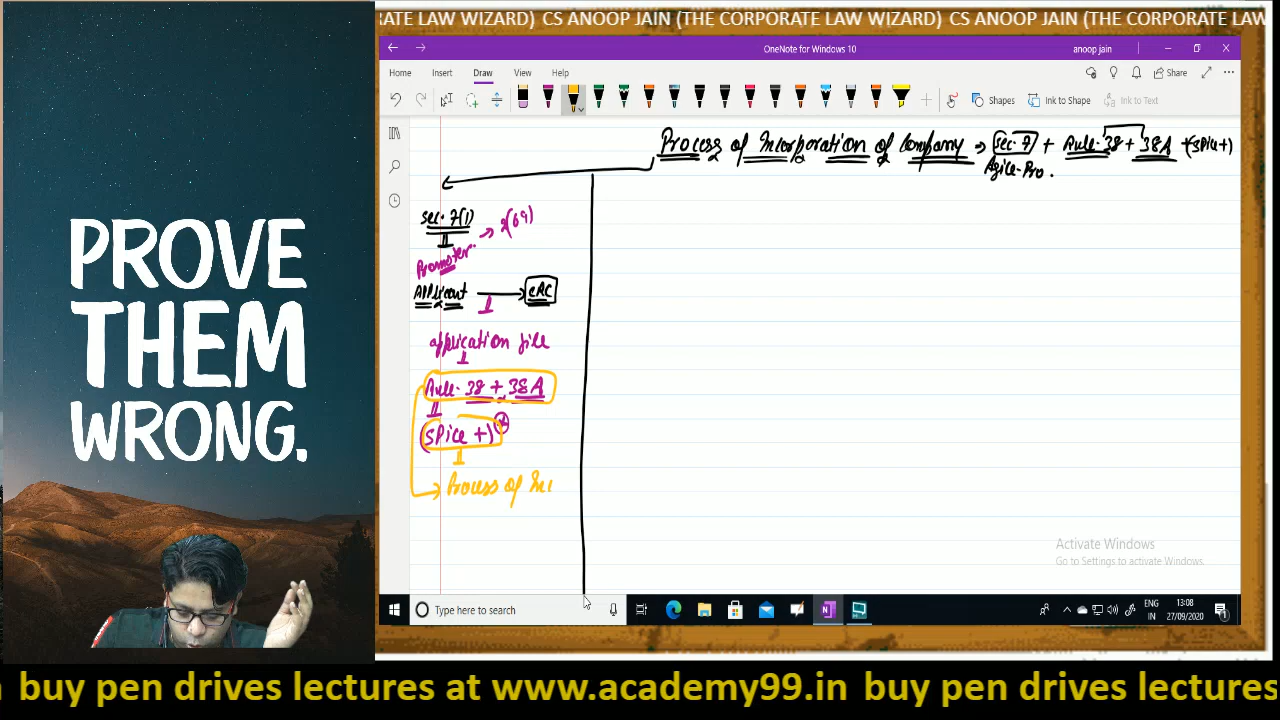 RATE LAW WIZARD) CS ANOOP JAIN (THE CORPORATE LAW WIZARD) CS ANOOP JAIN (THE CORPORATE LAW
OneNote for Windows 10
anoop jain
Home Insert Draw View Help
Share
Shapes
Ink to Shape
Ink to Text
PROVE
THEM
WRONG.
Process of Incorporation of Company ⇒ Sec-7 + Rule-38 + 38A + (SPice+)
Agile-Pro.
Sec. 7(1)
→ 2(69)
Promoter
Applicant → CRC
application file
Rule-38 + 38A
(SPice +)
→ Process of Inc
Activate Windows
Go to Settings to activate Windows.
Type here to search
ENG
IN
13:08
27/09/2020
buy pen drives lectures at www.academy99.in buy pen drives lectures